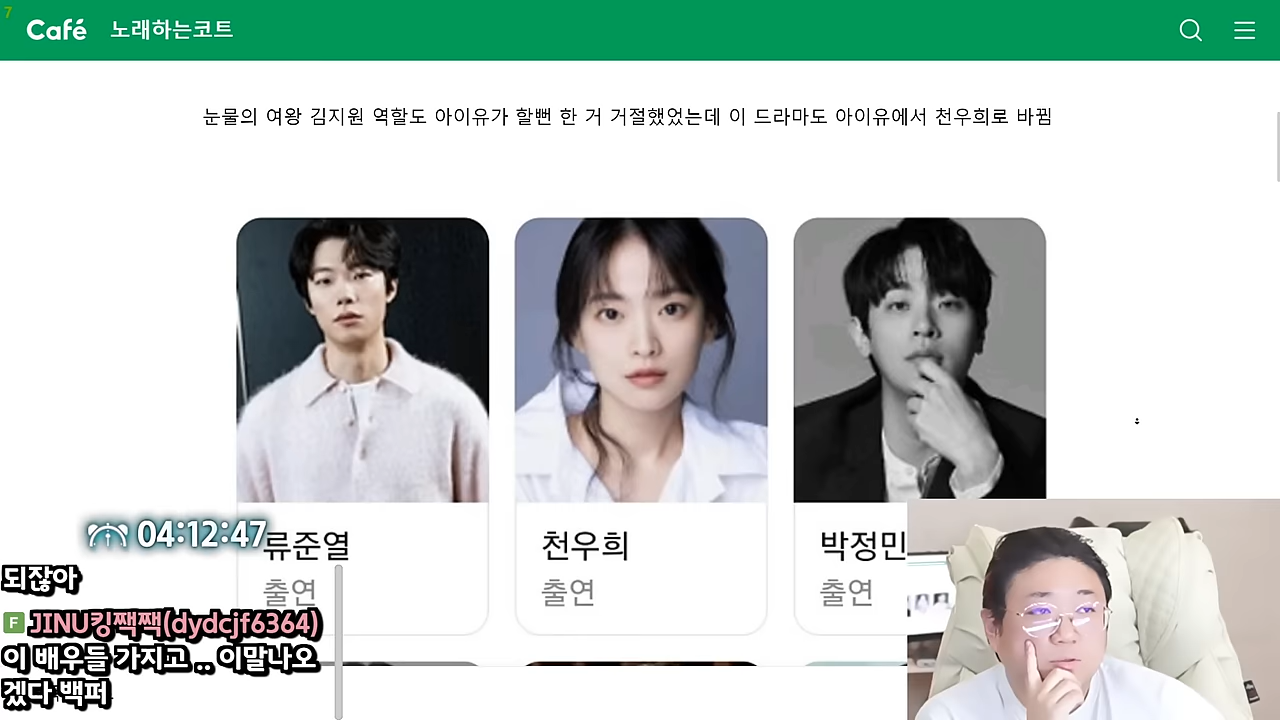 7
Café 노래하는코트
눈물의 여왕 김지원 역할도 아이유가 할뻔 한 거 거절했었는데 이 드라마도 아이유에서 천우희로 바뀜
류준열
출연
천우희
출연
박정민
출연
04:12:47
되잖아
F JINU킹짹짹(dydcjf6364)
이 배우들 가지고 .. 이말나오
겠다 백퍼